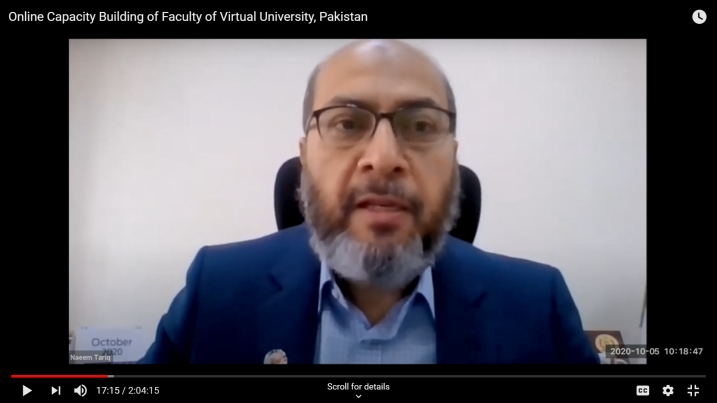 Online Capacity Building of Faculty of Virtual University, Pakistan
October
2020
Naeem Tariq
2020-10-05 10:18:47
17:15 / 2:04:15
Scroll for details
CC